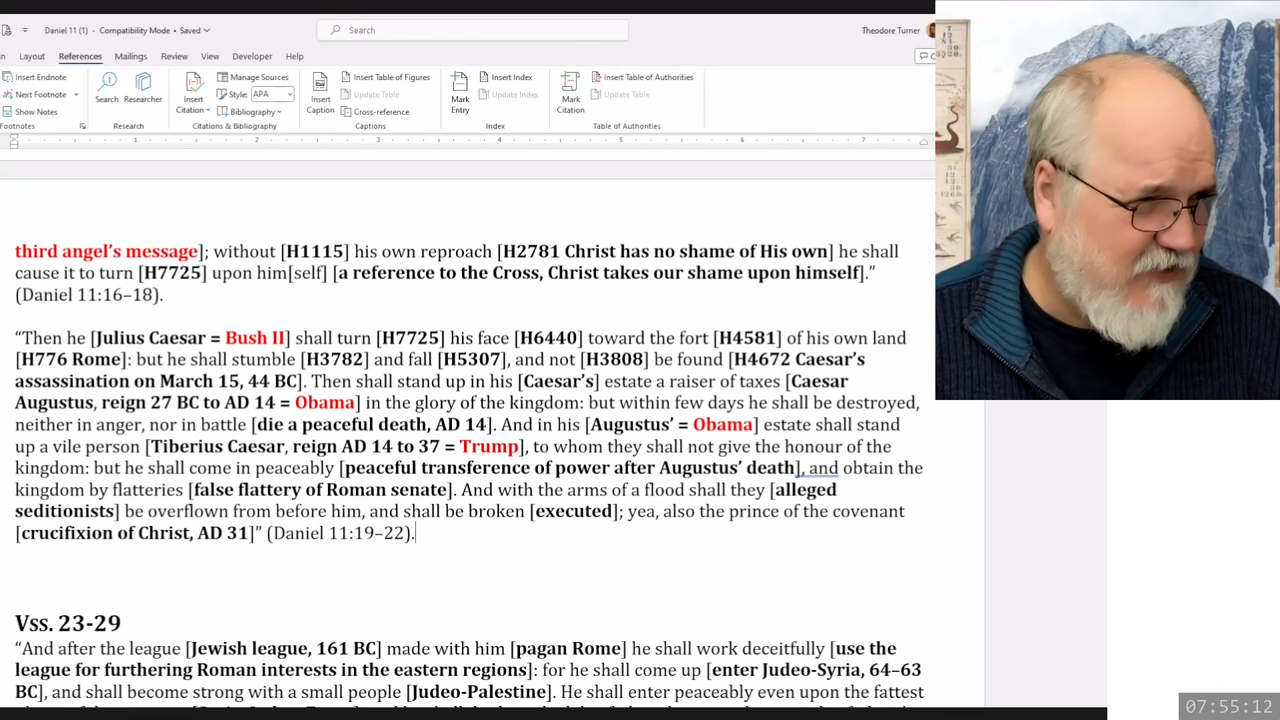 Daniel 11 (1) - Compatibility Mode • Saved
Search
Theodore Turner
Layout References Mailings Review View Developer Help
Insert Endnote
Next Footnote
Show Notes
Footnotes
Search
Researcher
Research
Insert Citation
Manage Sources
Style: APA
Bibliography
Citations & Bibliography
Insert Caption
Insert Table of Figures
Update Table
Cross-reference
Captions
Mark Entry
Insert Index
Update Index
Index
Mark Citation
Insert Table of Authorities
Update Table
Table of Authorities
1 2 3 4 5 6 7
third angel's message]; without [H1115] his own reproach [H2781 Christ has no shame of His own] he shall
cause it to turn [H7725] upon him[self] [a reference to the Cross, Christ takes our shame upon himself]."
(Daniel 11:16–18).
"Then he [Julius Caesar = Bush II] shall turn [H7725] his face [H6440] toward the fort [H4581] of his own land
[H776 Rome]: but he shall stumble [H3782] and fall [H5307], and not [H3808] be found [H4672 Caesar's
assassination on March 15, 44 BC]. Then shall stand up in his [Caesar's] estate a raiser of taxes [Caesar
Augustus, reign 27 BC to AD 14 = Obama] in the glory of the kingdom: but within few days he shall be destroyed,
neither in anger, nor in battle [die a peaceful death, AD 14]. And in his [Augustus' = Obama] estate shall stand
up a vile person [Tiberius Caesar, reign AD 14 to 37 = Trump], to whom they shall not give the honour of the
kingdom: but he shall come in peaceably [peaceful transference of power after Augustus' death], and obtain the
kingdom by flatteries [false flattery of Roman senate]. And with the arms of a flood shall they [alleged
seditionists] be overflown from before him, and shall be broken [executed]; yea, also the prince of the covenant
[crucifixion of Christ, AD 31]" (Daniel 11:19–22).
Vss. 23-29
"And after the league [Jewish league, 161 BC] made with him [pagan Rome] he shall work deceitfully [use the
league for furthering Roman interests in the eastern regions]: for he shall come up [enter Judeo-Syria, 64–63
BC], and shall become strong with a small people [Judeo-Palestine]. He shall enter peaceably even upon the fattest
07:55:12